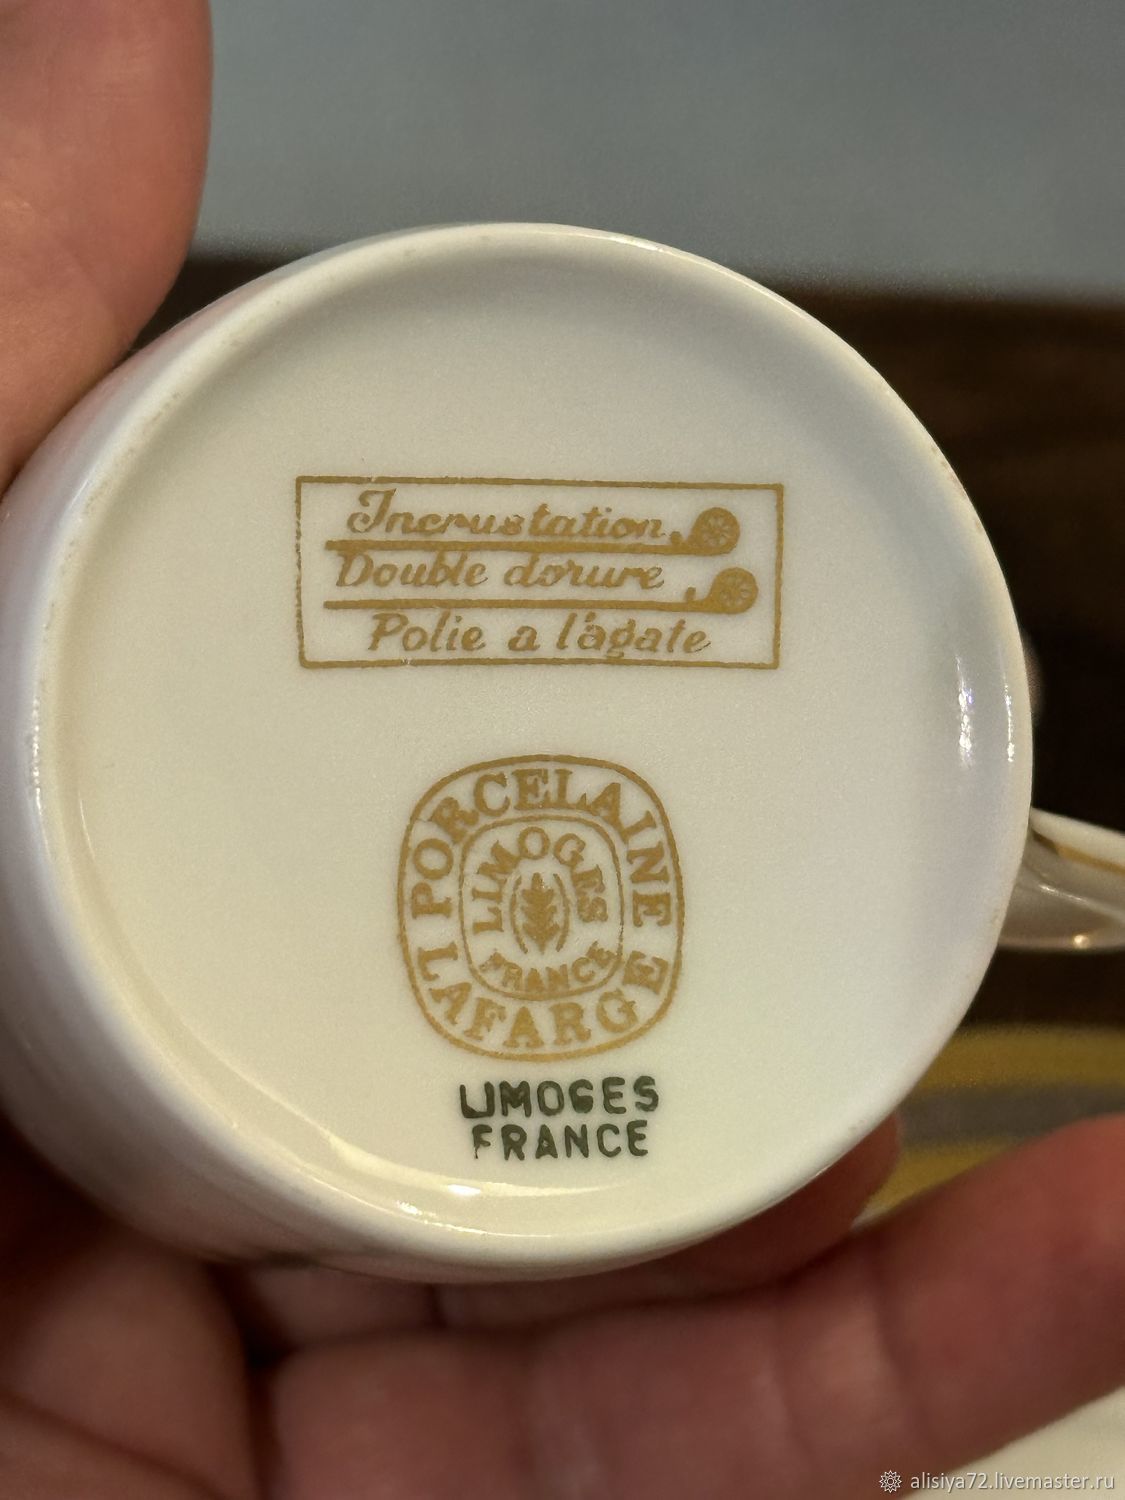 Incrustation
Double dorure
Polie a l'agate
PORCELAINE
LIMOGES
FRANCE
LAFARGE
LIMOGES
FRANCE
alisiya72.livemaster.ru